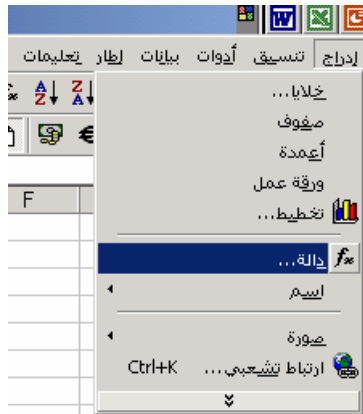 إدراج تنسيق أدوات بيانات إطار تعليمات
خلايا...
صفوف
أعمدة
ورقة عمل
تخطيط...
دالة...
اسم
صورة
ارتباط تشعبي... Ctrl+K
F